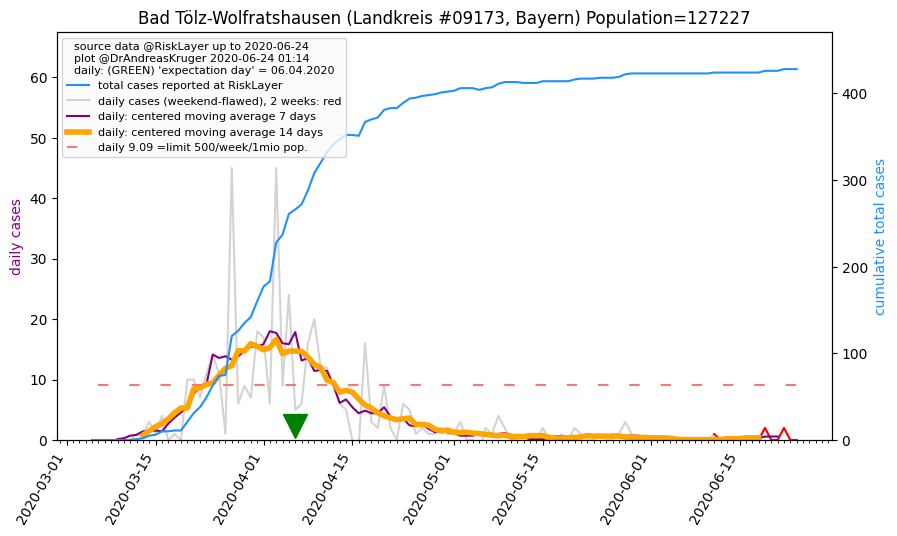 Bad Tölz-Wolfratshausen (Landkreis #09173, Bayern) Population=127227
source data @RiskLayer up to 2020-06-24
plot @DrAndreasKruger 2020-06-24 01:14
daily: (GREEN) 'expectation day' = 06.04.2020
total cases reported at RiskLayer
daily cases (weekend-flawed), 2 weeks: red
daily: centered moving average 7 days
daily: centered moving average 14 days
daily 9.09 =limit 500/week/1mio pop.
daily cases
60
50
40
30
20
10
0
cumulative total cases
400
300
200
100
0
2020-03-01
2020-03-15
2020-04-01
2020-04-15
2020-05-01
2020-05-15
2020-06-01
2020-06-15